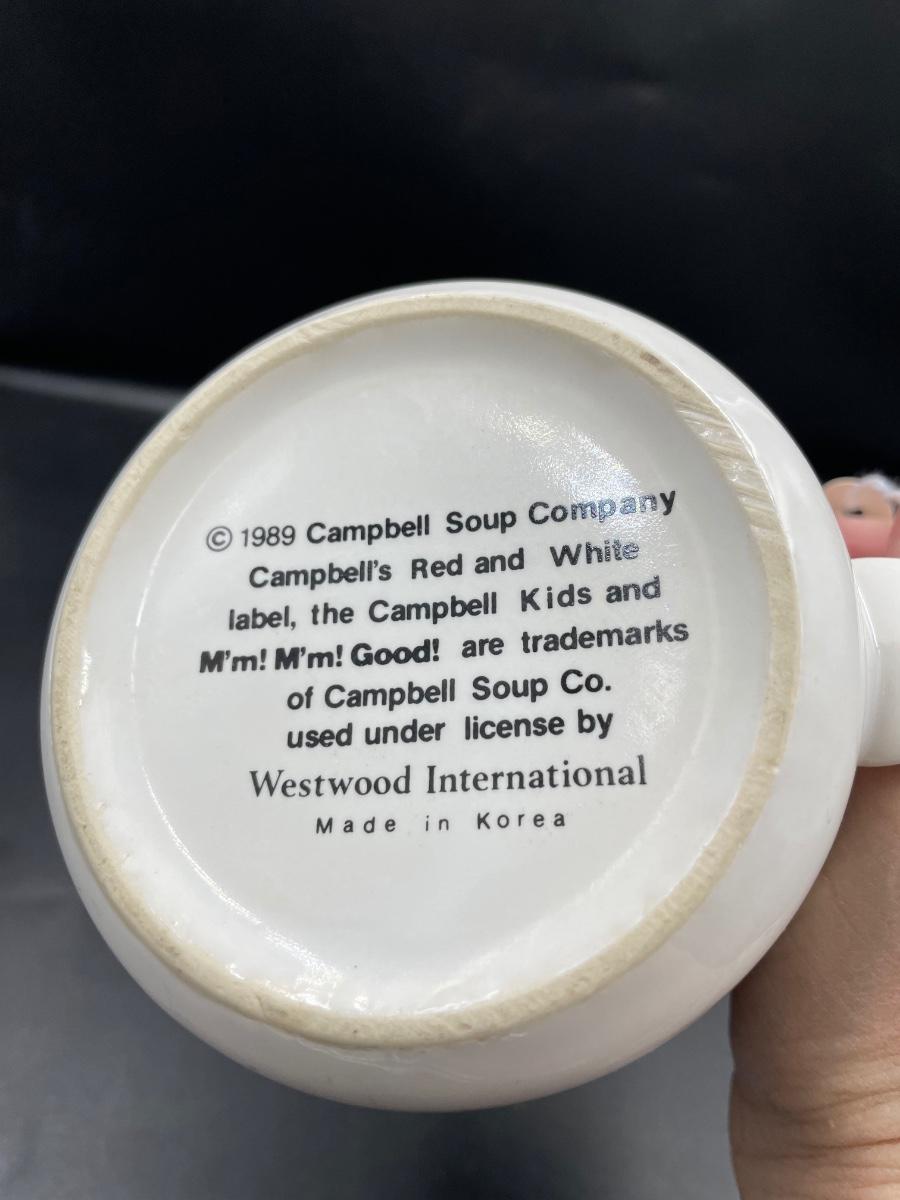 © 1989 Campbell Soup Company
Campbell's Red and White
label, the Campbell Kids and
M'm! M'm! Good! are trademarks
of Campbell Soup Co.
used under license by
Westwood International
Made in Korea